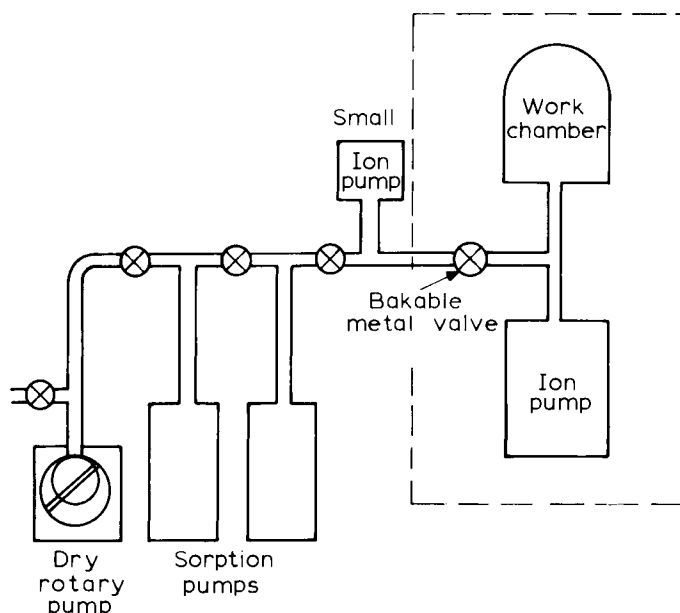 Small
Ion
pump
Work
chamber
Bakable
metal valve
Ion
pump
Dry
rotary
pump
Sorption
pumps